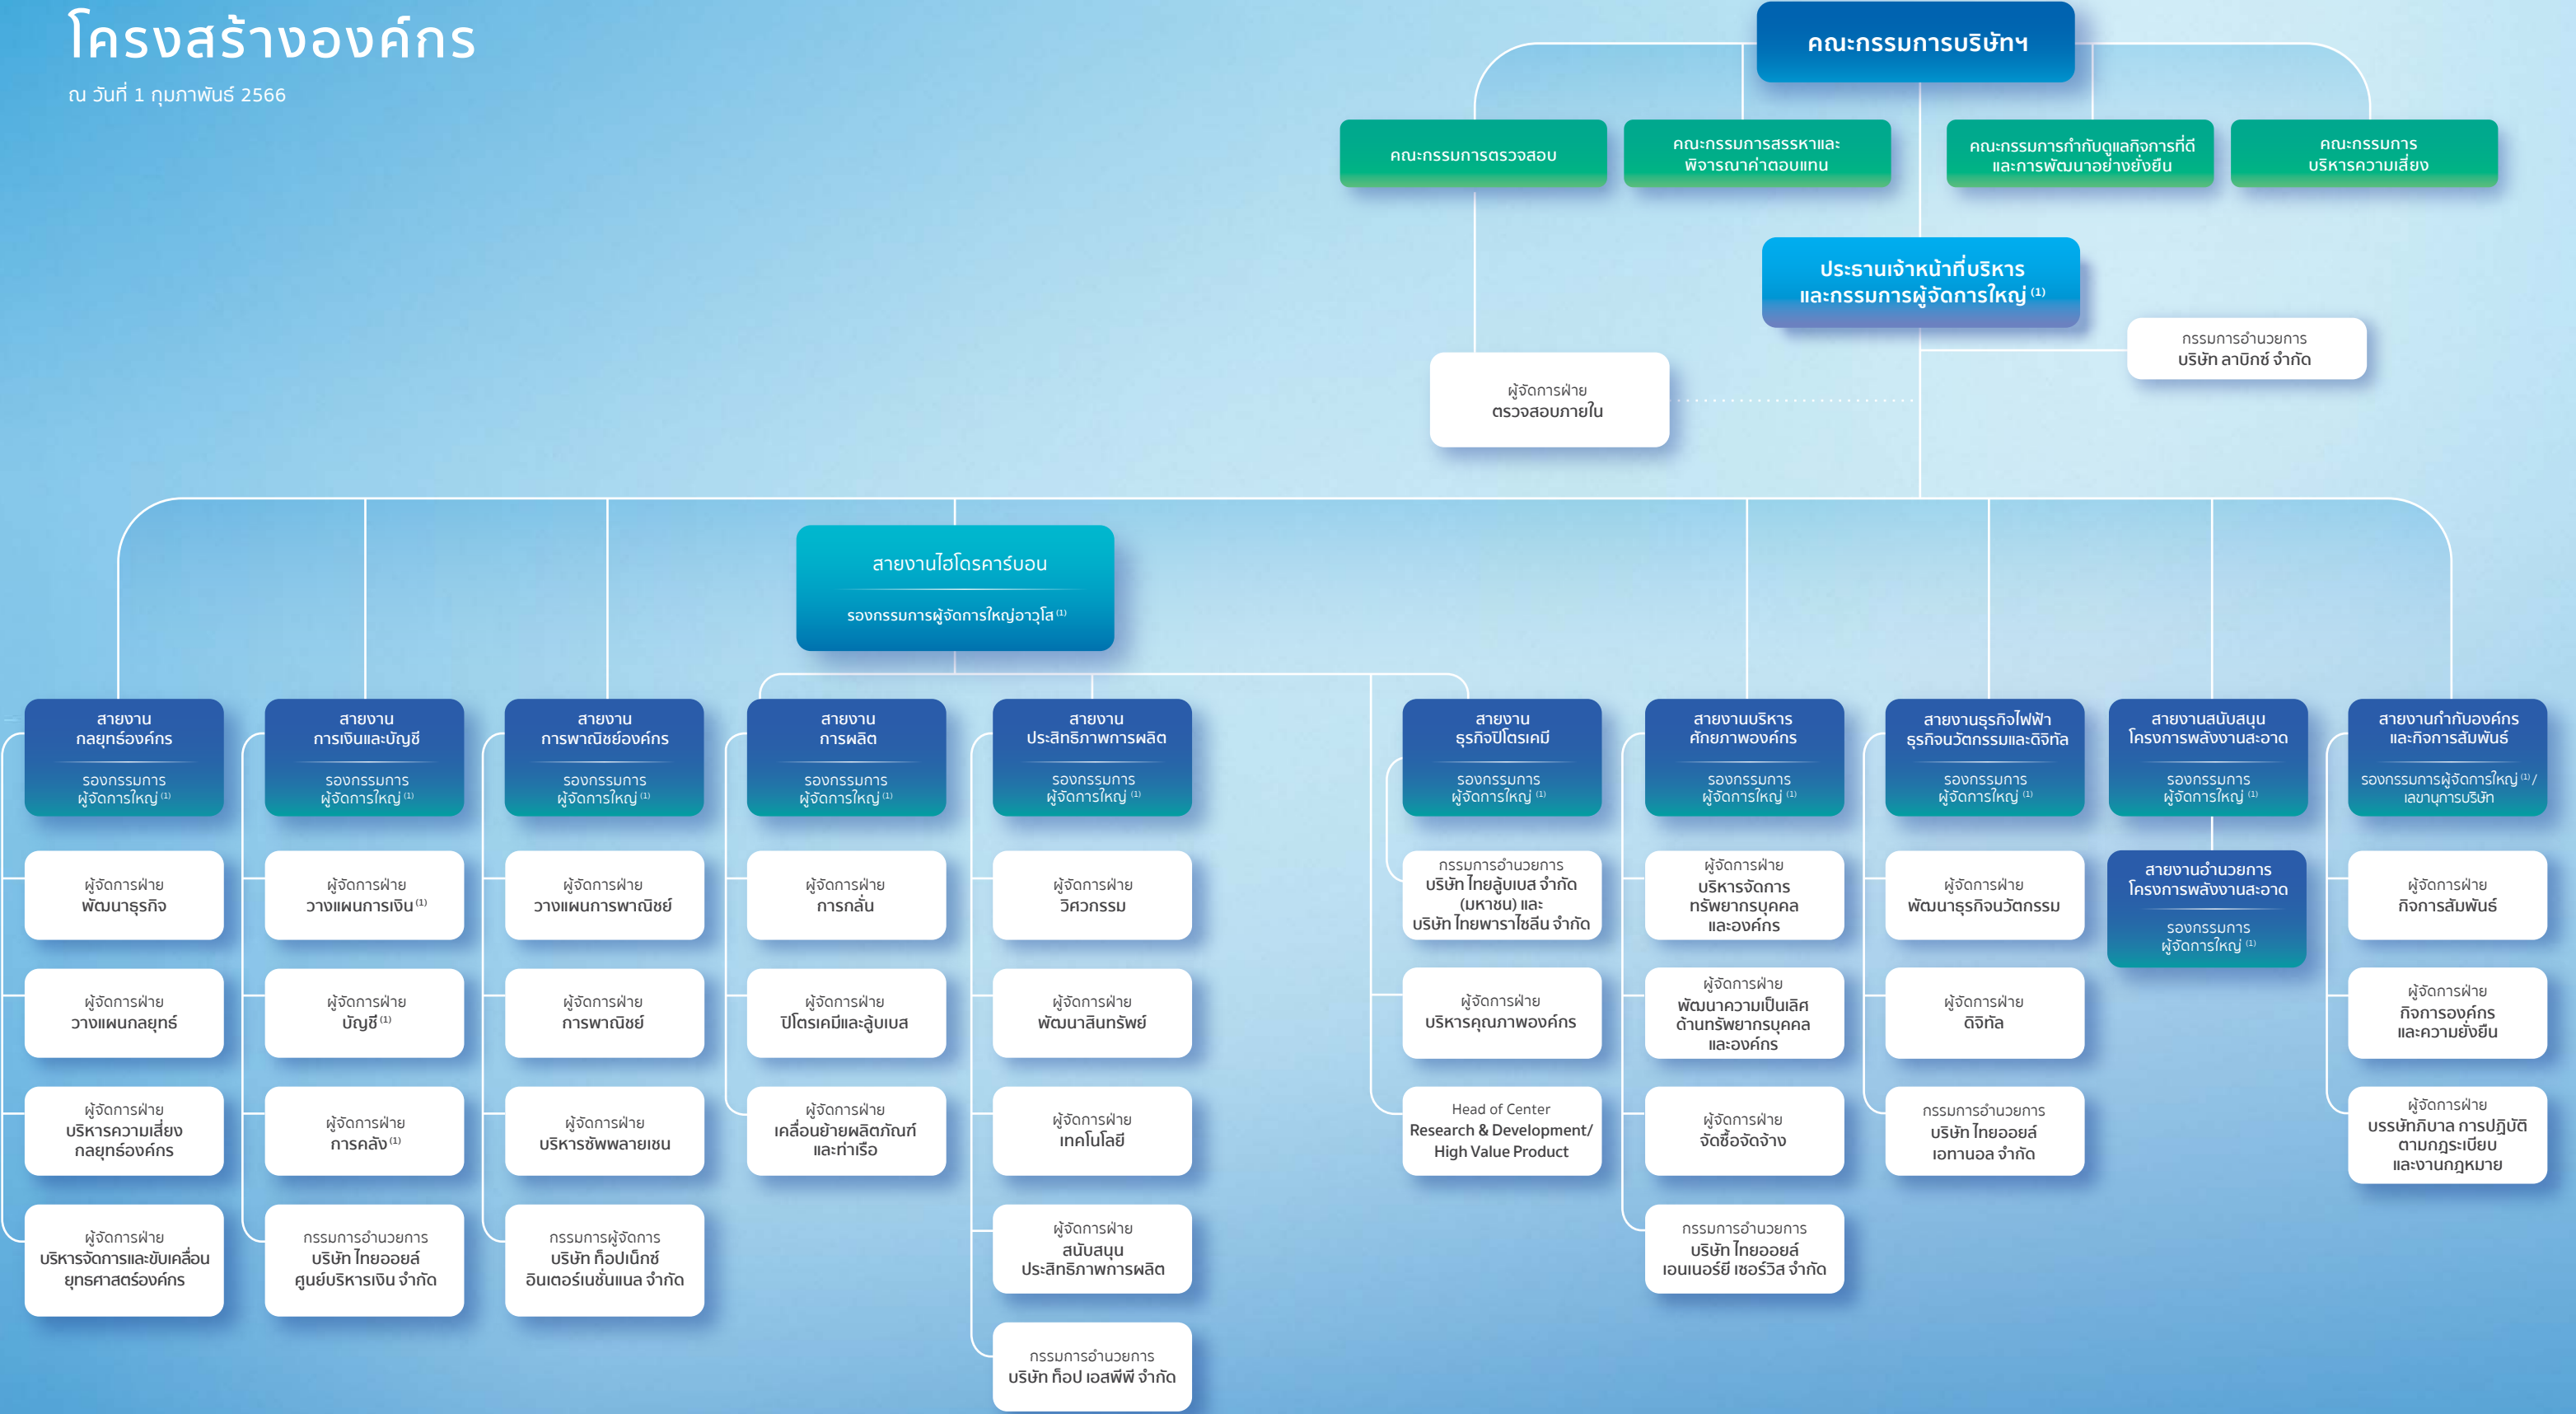 โครงสร้างองค์กร
ณ วันที่ 1 กุมภาพันธ์ 2566
คณะกรรมการบริษัทฯ
คณะกรรมการตรวจสอบ
คณะกรรมการสรรหาและ
พิจารณาค่าตอบแทน
คณะกรรมการกำกับดูแลกิจการที่ดี
และการพัฒนาอย่างยั่งยืน
คณะกรรมการ
บริหารความเสี่ยง
ประธานเจ้าหน้าที่บริหาร
และกรรมการผู้จัดการใหญ่ (1)
กรรมการอำนวยการ
บริษัท ลาบิกซ์ จำกัด
ผู้จัดการฝ่าย
ตรวจสอบภายใน
สายงานไฮโดรคาร์บอน
รองกรรมการผู้จัดการใหญ่อาวุโส (1)
สายงาน
กลยุทธ์องค์กร
รองกรรมการ
ผู้จัดการใหญ่ (1)
ผู้จัดการฝ่าย
พัฒนาธุรกิจ
ผู้จัดการฝ่าย
วางแผนกลยุทธ์
ผู้จัดการฝ่าย
บริหารความเสี่ยง
กลยุทธ์องค์กร
ผู้จัดการฝ่าย
บริหารจัดการและขับเคลื่อน
ยุทธศาสตร์องค์กร
สายงาน
การเงินและบัญชี
รองกรรมการ
ผู้จัดการใหญ่ (1)
ผู้จัดการฝ่าย
วางแผนการเงิน (1)
ผู้จัดการฝ่าย
บัญชี (1)
ผู้จัดการฝ่าย
การคลัง (1)
กรรมการอำนวยการ
บริษัท ไทยออยล์
ศูนย์บริหารเงิน จำกัด
สายงาน
การพาณิชย์องค์กร
รองกรรมการ
ผู้จัดการใหญ่ (1)
ผู้จัดการฝ่าย
วางแผนการพาณิชย์
ผู้จัดการฝ่าย
การพาณิชย์
ผู้จัดการฝ่าย
บริหารซัพพลายเชน
กรรมการผู้จัดการ
บริษัท ท็อปเน็กซ์
อินเตอร์เนชั่นแนล จำกัด
สายงาน
การผลิต
รองกรรมการ
ผู้จัดการใหญ่ (1)
ผู้จัดการฝ่าย
การกลั่น
ผู้จัดการฝ่าย
ปิโตรเคมีและลู้บเบส
ผู้จัดการฝ่าย
เคลื่อนย้ายผลิตภัณฑ์
และท่าเรือ
สายงาน
ประสิทธิภาพการผลิต
รองกรรมการ
ผู้จัดการใหญ่ (1)
ผู้จัดการฝ่าย
วิศวกรรม
ผู้จัดการฝ่าย
พัฒนาสินทรัพย์
ผู้จัดการฝ่าย
เทคโนโลยี
ผู้จัดการฝ่าย
สนับสนุน
ประสิทธิภาพการผลิต
กรรมการอำนวยการ
บริษัท ท็อป เอสพีพี จำกัด
สายงาน
ธุรกิจปิโตรเคมี
รองกรรมการ
ผู้จัดการใหญ่ (1)
กรรมการอำนวยการ
บริษัท ไทยลู้บเบส จำกัด
(มหาชน) และ
บริษัท ไทยพาราไซลีน จำกัด
ผู้จัดการฝ่าย
บริหารคุณภาพองค์กร
Head of Center
Research & Development/
High Value Product
สายงานบริหาร
ศักยภาพองค์กร
รองกรรมการ
ผู้จัดการใหญ่ (1)
ผู้จัดการฝ่าย
บริหารจัดการ
ทรัพยากรบุคคล
และองค์กร
ผู้จัดการฝ่าย
พัฒนาความเป็นเลิศ
ด้านทรัพยากรบุคคล
และองค์กร
ผู้จัดการฝ่าย
จัดซื้อจัดจ้าง
กรรมการอำนวยการ
บริษัท ไทยออยล์
เอนเนอร์ยี เซอร์วิส จำกัด
สายงานธุรกิจไฟฟ้า
ธุรกิจนวัตกรรมและดิจิทัล
รองกรรมการ
ผู้จัดการใหญ่ (1)
ผู้จัดการฝ่าย
พัฒนาธุรกิจนวัตกรรม
ผู้จัดการฝ่าย
ดิจิทัล
กรรมการอำนวยการ
บริษัท ไทยออยล์
เอทานอล จำกัด
สายงานสนับสนุน
โครงการพลังงานสะอาด
รองกรรมการ
ผู้จัดการใหญ่ (1)
สายงานอำนวยการ
โครงการพลังงานสะอาด
รองกรรมการ
ผู้จัดการใหญ่ (1)
สายงานกำกับองค์กร
และกิจการสัมพันธ์
รองกรรมการผู้จัดการใหญ่ (1) /
เลขานุการบริษัท
ผู้จัดการฝ่าย
กิจการสัมพันธ์
ผู้จัดการฝ่าย
กิจการองค์กร
และความยั่งยืน
ผู้จัดการฝ่าย
บรรษัทภิบาล การปฏิบัติ
ตามกฎระเบียบ
และงานกฎหมาย